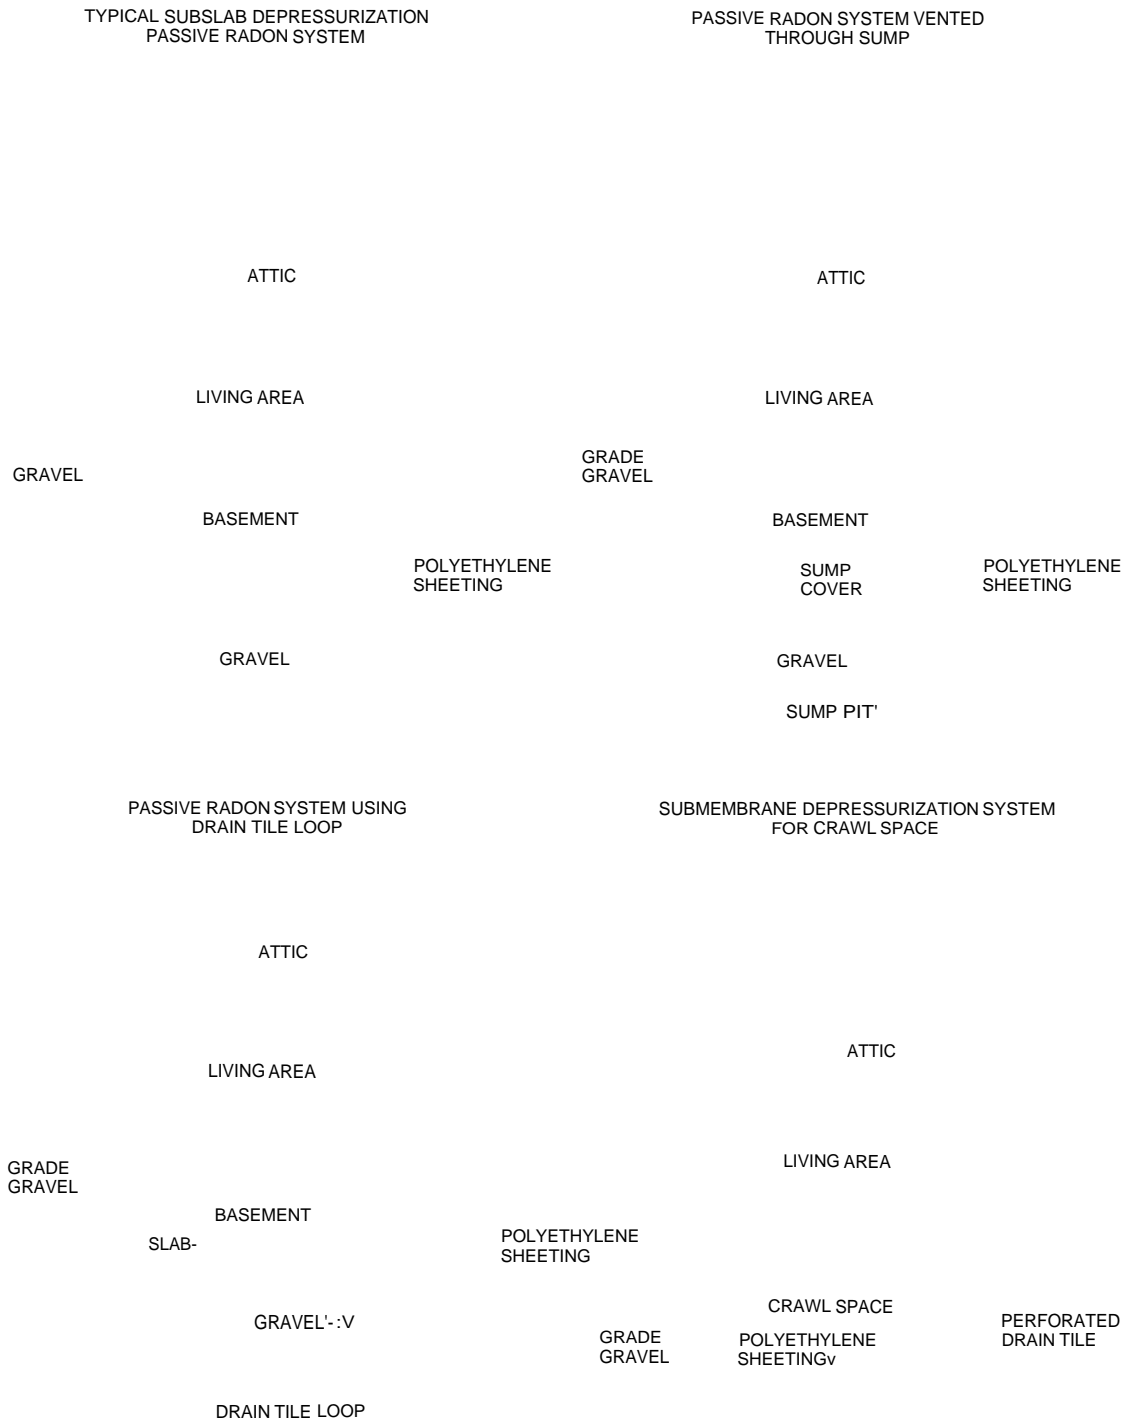 TYPICAL SUBSLAB DEPRESSURIZATION
PASSIVE RADON SYSTEM
ATTIC
LIVING AREA
GRAVEL
BASEMENT
POLYETHYLENE
SHEETING
GRAVEL
PASSIVE RADON SYSTEM VENTED
THROUGH SUMP
ATTIC
LIVING AREA
GRADE
GRAVEL
BASEMENT
SUMP
COVER
POLYETHYLENE
SHEETING
GRAVEL
SUMP PIT'
PASSIVE RADON SYSTEM USING
DRAIN TILE LOOP
ATTIC
LIVING AREA
GRADE
GRAVEL
BASEMENT
SLAB-
POLYETHYLENE
SHEETING
GRAVEL'-:V
DRAIN TILE LOOP
SUBMEMBRANE DEPRESSURIZATION SYSTEM
FOR CRAWL SPACE
ATTIC
LIVING AREA
CRAWL SPACE
GRADE
GRAVEL
POLYETHYLENE
SHEETINGv
PERFORATED
DRAIN TILE